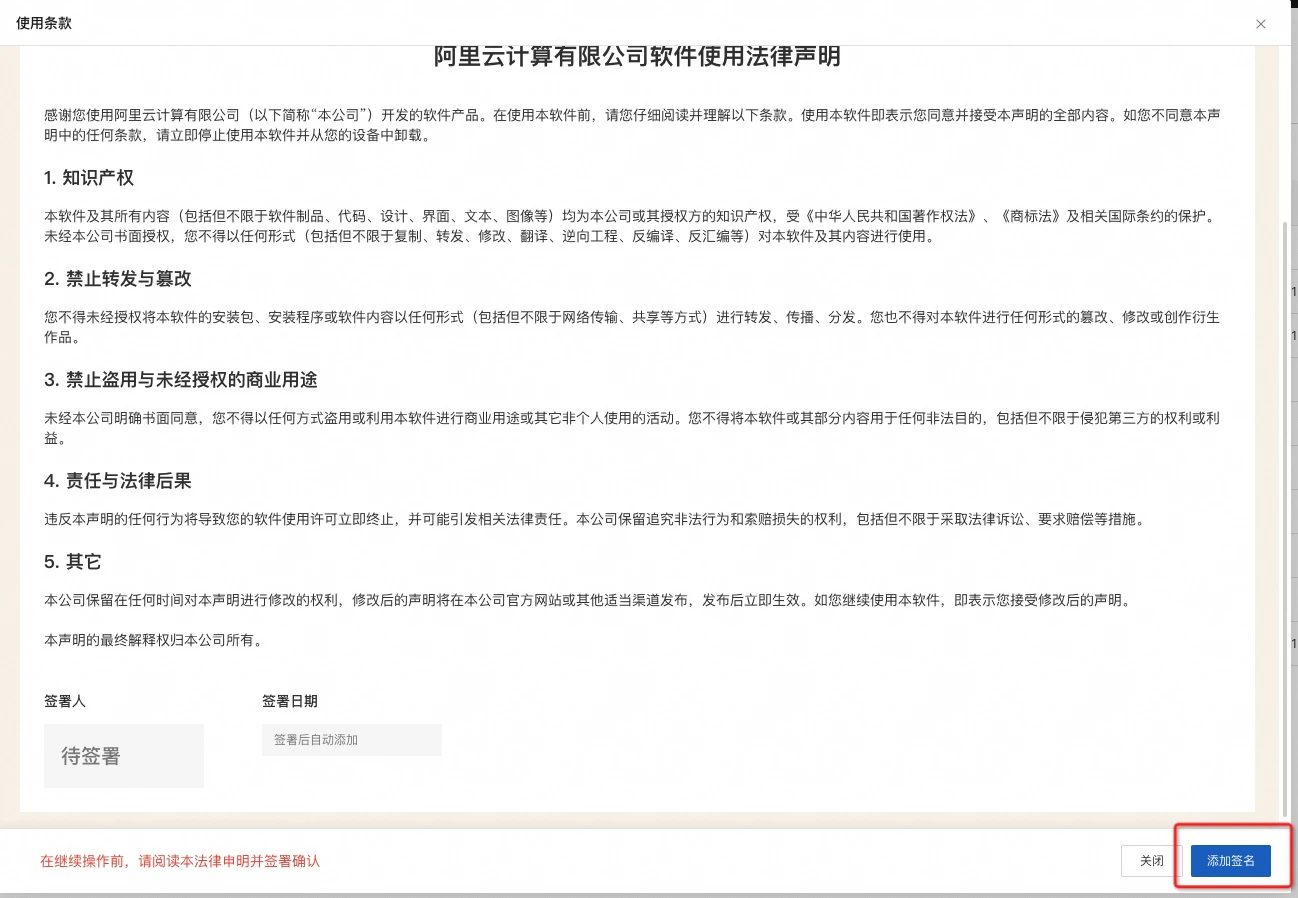 使用条款
阿里云计算有限公司软件使用法律声明
感谢您使用阿里云计算有限公司（以下简称“本公司”）开发的软件产品。在使用本软件前，请您仔细阅读并理解以下条款。使用本软件即表示您同意并接受本声明的全部内容。如您不同意本声
明中的任何条款，请立即停止使用本软件并从您的设备中卸载。
1. 知识产权
本软件及其所有内容（包括但不限于软件制品、代码、设计、界面、文本、图像等）均为本公司或其授权方的知识产权，受《中华人民共和国著作权法》、《商标法》及相关国际条约的保护。
未经本公司书面授权，您不得以任何形式（包括但不限于复制、转发、修改、翻译、逆向工程、反编译、反汇编等）对本软件及其内容进行使用。
2. 禁止转发与篡改
您不得未经授权将本软件的安装包、安装程序或软件内容以任何形式（包括但不限于网络传输、共享等方式）进行转发、传播、分发。您也不得对本软件进行任何形式的篡改、修改或创作衍生
作品。
3. 禁止盗用与未经授权的商业用途
未经本公司明确书面同意，您不得以任何方式盗用或利用本软件进行商业用途或其它非个人使用的活动。您不得将本软件或其部分内容用于任何非法目的，包括但不限于侵犯第三方的权利或利
益。
4. 责任与法律后果
违反本声明的任何行为将导致您的软件使用许可立即终止，并可能引发相关法律责任。本公司保留追究非法行为和索赔损失的权利，包括但不限于采取法律诉讼、要求赔偿等措施。
5. 其它
本公司保留在任何时间对本声明进行修改的权利，修改后的声明将在本公司官方网站或其他适当渠道发布，发布后立即生效。如您继续使用本软件，即表示您接受修改后的声明。
本声明的最终解释权归本公司所有。
签署人 签署日期
待签署 签署后自动添加
在继续操作前，请阅读本法律申明并签署确认 关闭 添加签名
1
1
1